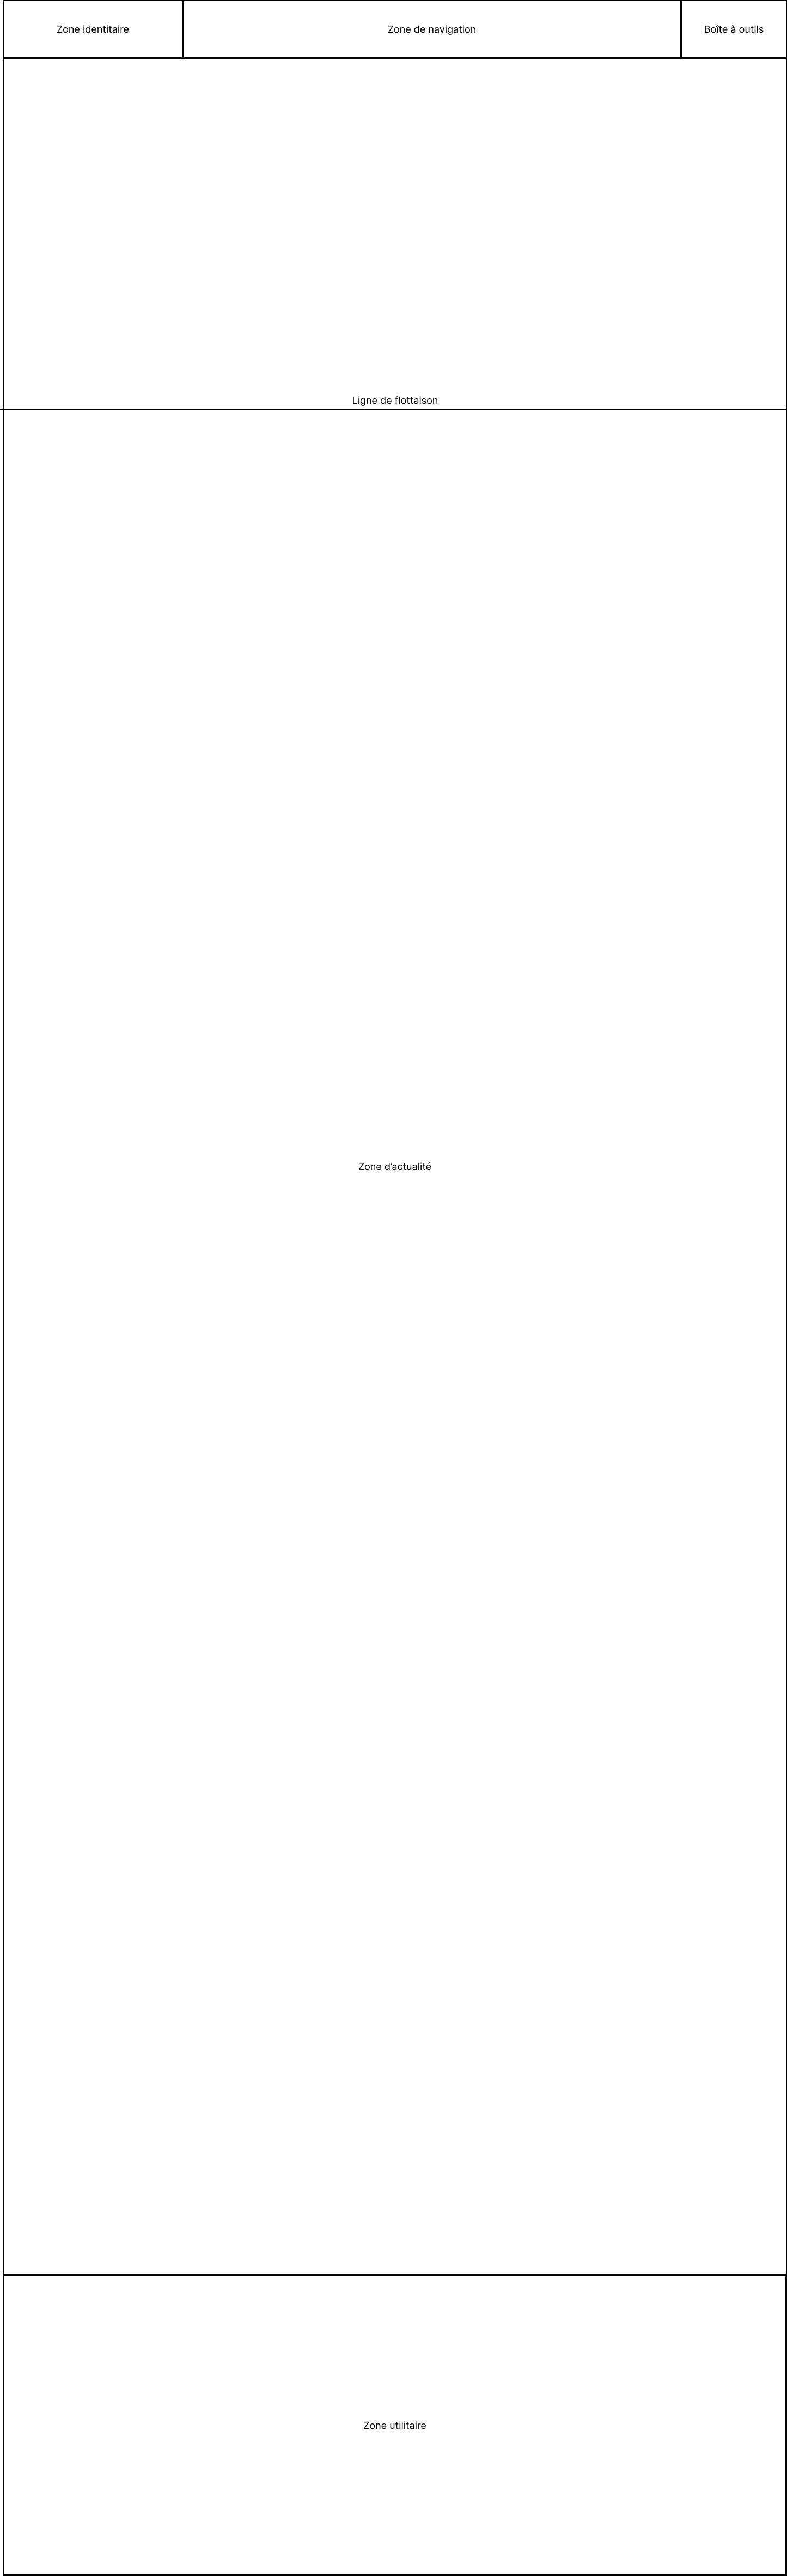 Zone identitaire
Zone de navigation
Boîte à outils
Ligne de flottaison
Zone d’actualité
Zone utilitaire